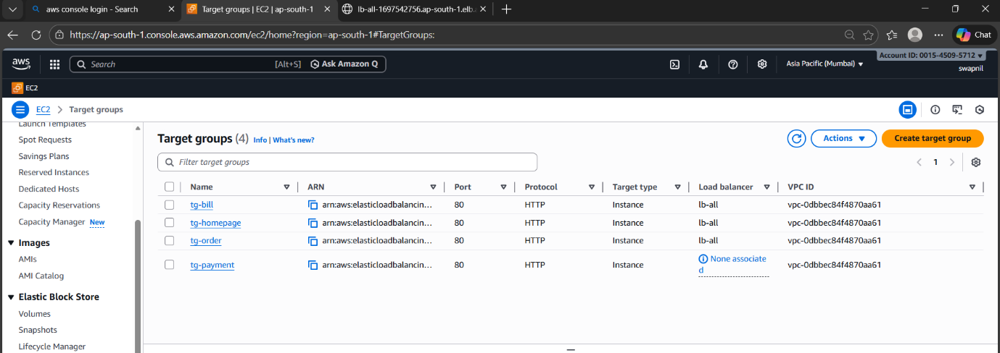 aws console login - Search
Target groups | EC2 | ap-south-1
lb-all-1697542756.ap-south-1.elb.
https://ap-south-1.console.aws.amazon.com/ec2/home?region=ap-south-1#TargetGroups:
Chat
aws
Search
[Alt+S]
Ask Amazon Q
Asia Pacific (Mumbai)
Account ID: 0015-4509-5712
swapnil
EC2
EC2 > Target groups
Launch Templates
Spot Requests
Savings Plans
Reserved Instances
Dedicated Hosts
Capacity Reservations
Capacity Manager New
Images
AMIs
AMI Catalog
Elastic Block Store
Volumes
Snapshots
Lifecycle Manager
Target groups (4) Info | What's new?
Actions
Create target group
Filter target groups
1
Name ARN Port Protocol Target type Load balancer VPC ID
tg-bill arn:aws:elasticloadbalancin... 80 HTTP Instance lb-all vpc-0dbbec84f4870aa61
tg-homepage arn:aws:elasticloadbalancin... 80 HTTP Instance lb-all vpc-0dbbec84f4870aa61
tg-order arn:aws:elasticloadbalancin... 80 HTTP Instance lb-all vpc-0dbbec84f4870aa61
tg-payment arn:aws:elasticloadbalancin... 80 HTTP Instance None associate vpc-0dbbec84f4870aa61
d